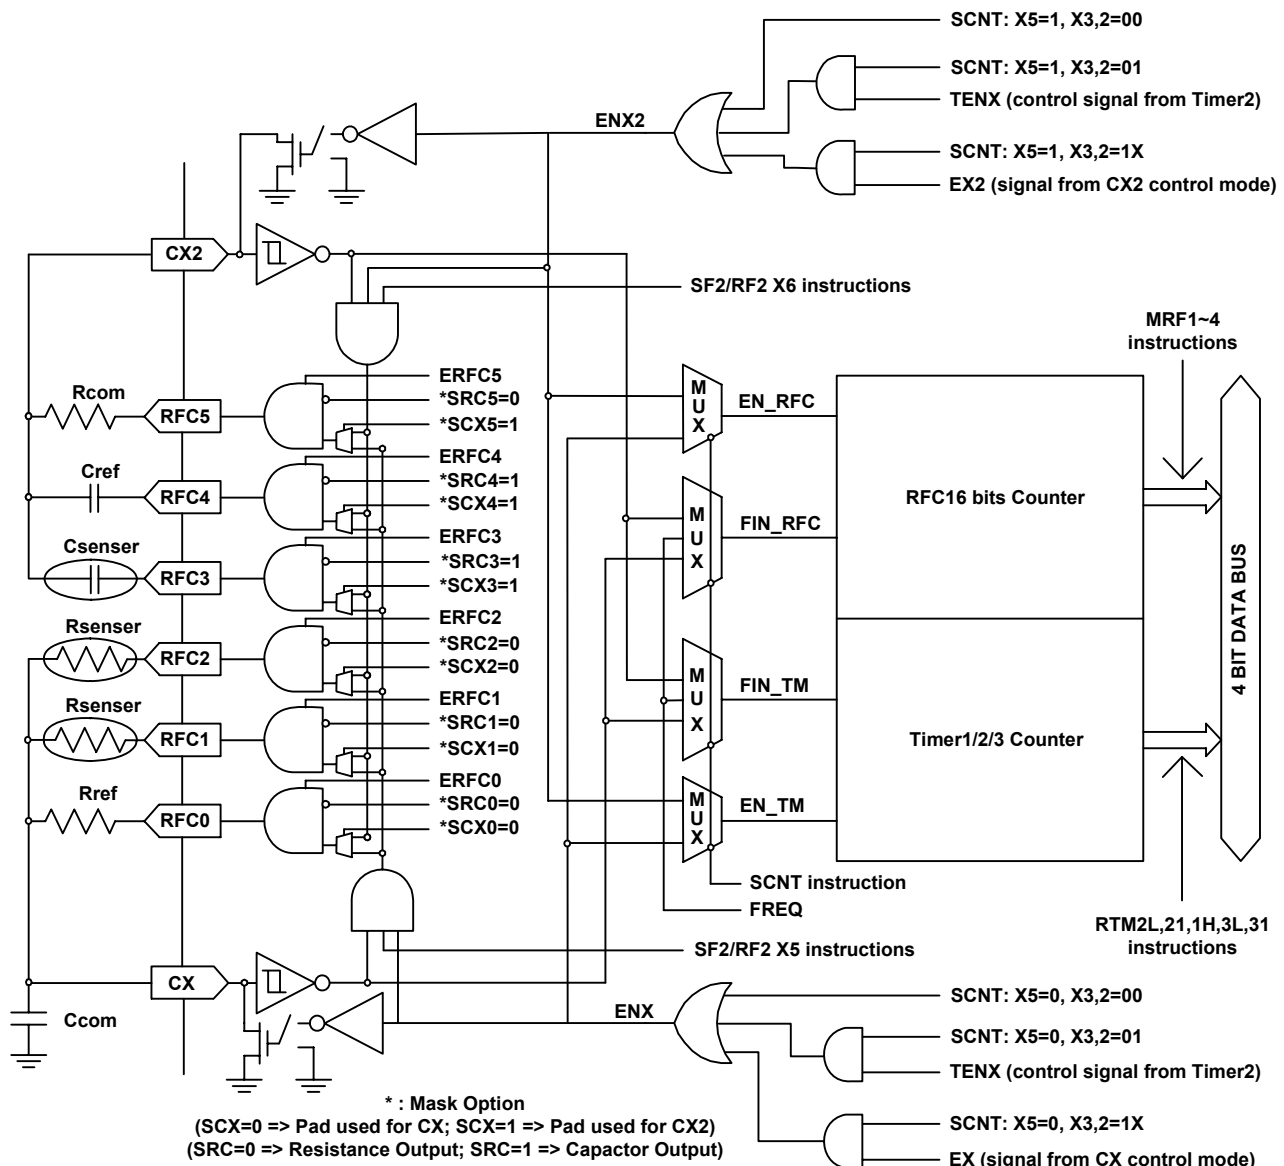 SCNT: X5=1, X3,2=00
SCNT: X5=1, X3,2=01
TENX (control signal from Timer2)
ENX2
SCNT: X5=1, X3,2=1X
EX2 (signal from CX2 control mode)
CX2
SF2/RF2 X6 instructions
MRF1~4
instructions
Rcom
RFC5
ERFC5
*SRC5=0
*SCX5=1
MUX
EN_RFC
Cref
RFC4
ERFC4
*SRC4=1
*SCX4=1
RFC16 bits Counter
MUX
FIN_RFC
Csenser
RFC3
ERFC3
*SRC3=1
*SCX3=1
4 BIT DATA BUS
Rsenser
RFC2
ERFC2
*SRC2=0
*SCX2=0
MUX
FIN_TM
Rsenser
RFC1
ERFC1
*SRC1=0
*SCX1=0
Timer1/2/3 Counter
Rref
RFC0
ERFC0
*SRC0=0
*SCX0=0
MUX
EN_TM
SCNT instruction
FREQ
RTM2L,21,1H,3L,31
instructions
SF2/RF2 X5 instructions
CX
Ccom
ENX
SCNT: X5=0, X3,2=00
SCNT: X5=0, X3,2=01
TENX (control signal from Timer2)
SCNT: X5=0, X3,2=1X
EX (signal from CX control mode)
* : Mask Option
(SCX=0 => Pad used for CX; SCX=1 => Pad used for CX2)
(SRC=0 => Resistance Output; SRC=1 => Capactor Output)